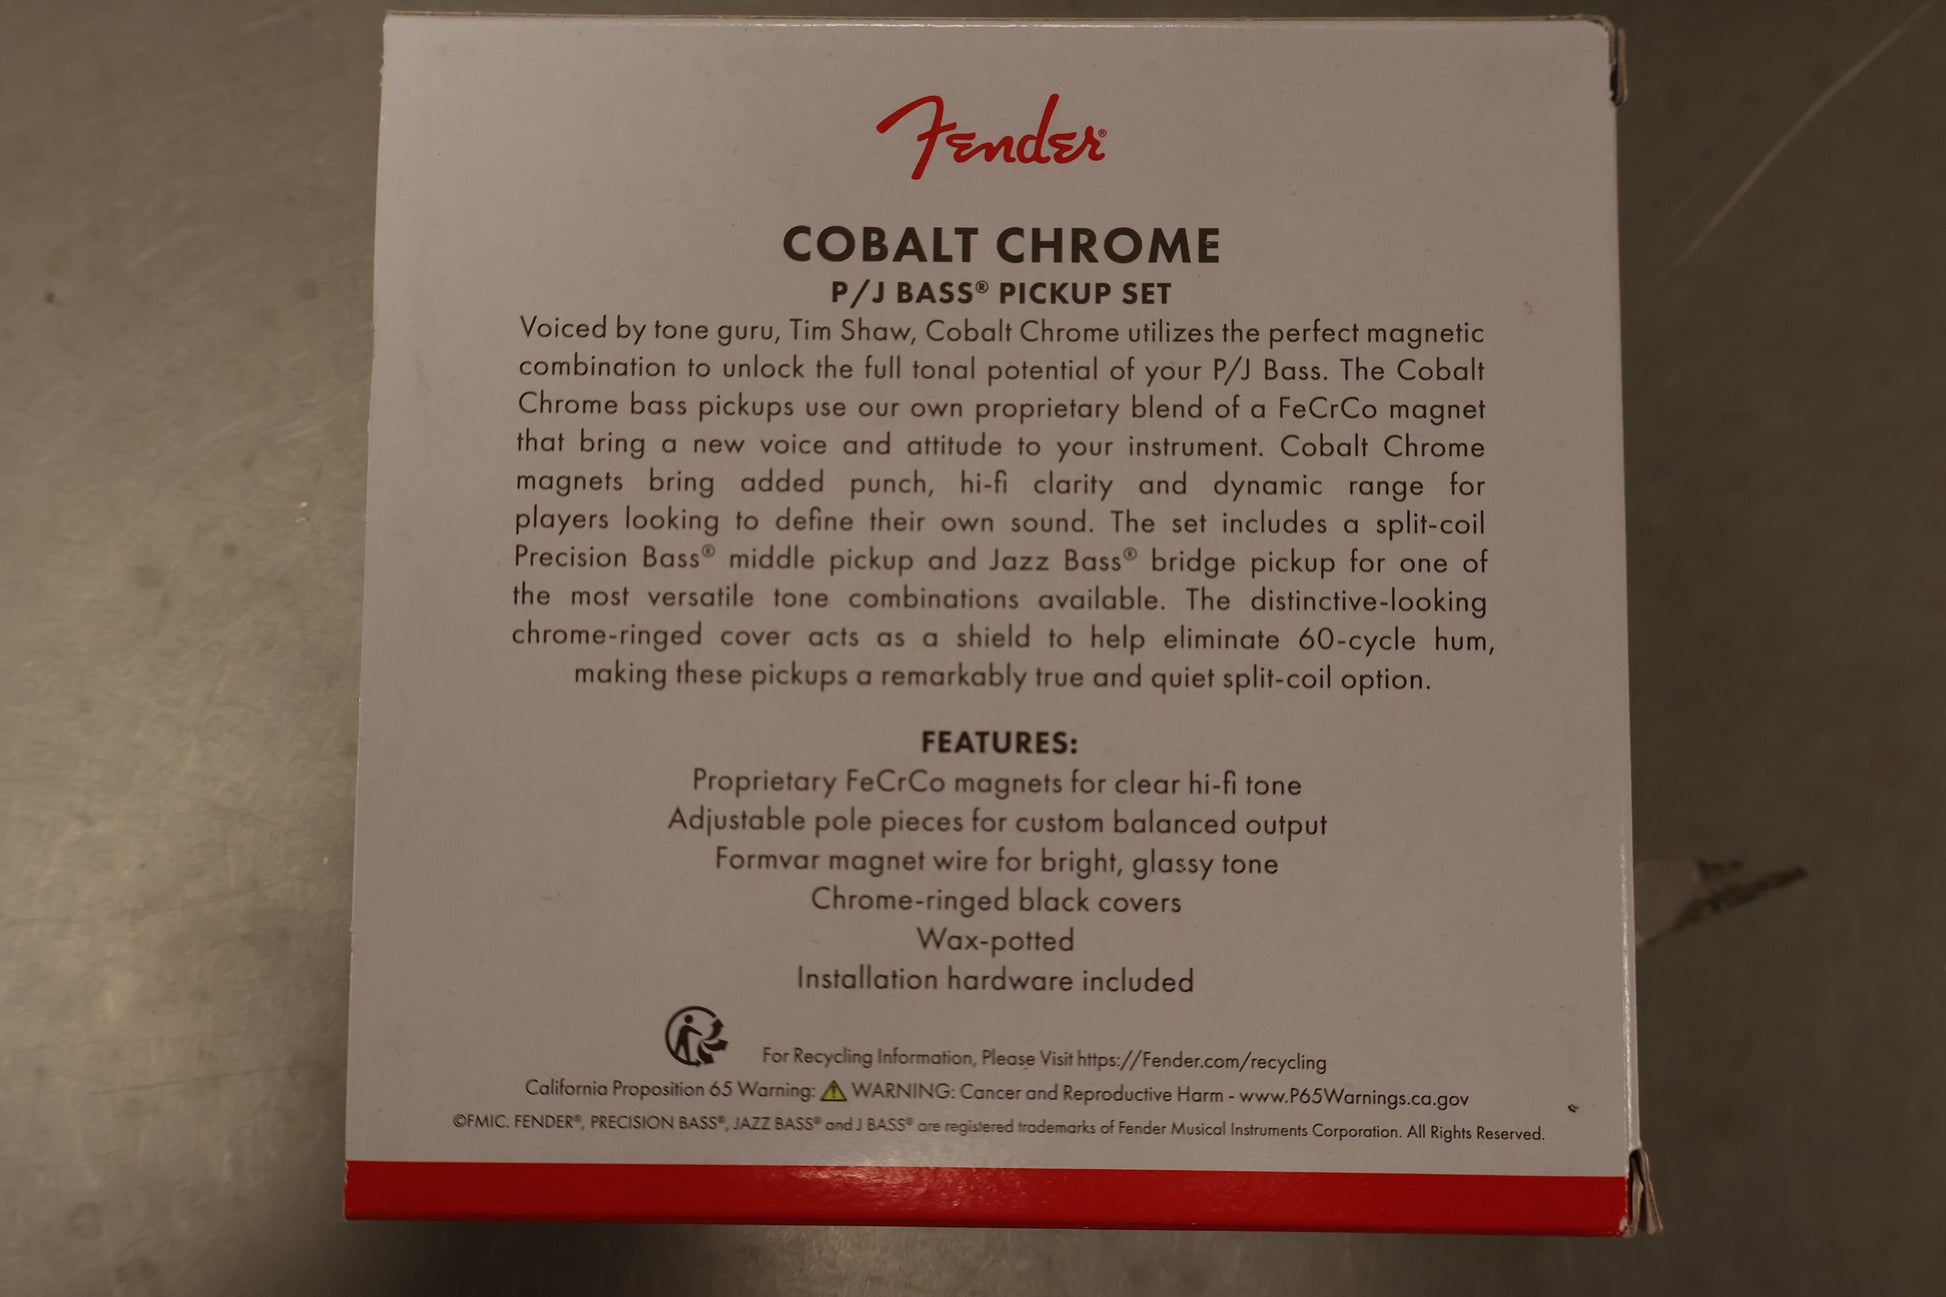 Fender®
COBALT CHROME
P/J BASS® PICKUP SET
Voiced by tone guru, Tim Shaw, Cobalt Chrome utilizes the perfect magnetic
combination to unlock the full tonal potential of your P/J Bass. The Cobalt
Chrome bass pickups use our own proprietary blend of a FeCrCo magnet
that bring a new voice and attitude to your instrument. Cobalt Chrome
magnets bring added punch, hi-fi clarity and dynamic range for
players looking to define their own sound. The set includes a split-coil
Precision Bass® middle pickup and Jazz Bass® bridge pickup for one of
the most versatile tone combinations available. The distinctive-looking
chrome-ringed cover acts as a shield to help eliminate 60-cycle hum,
making these pickups a remarkably true and quiet split-coil option.
FEATURES:
Proprietary FeCrCo magnets for clear hi-fi tone
Adjustable pole pieces for custom balanced output
Formvar magnet wire for bright, glassy tone
Chrome-ringed black covers
Wax-potted
Installation hardware included
For Recycling Information, Please Visit https://Fender.com/recycling
California Proposition 65 Warning: ⚠ WARNING: Cancer and Reproductive Harm - www.P65Warnings.ca.gov
©FMIC. FENDER®, PRECISION BASS®, JAZZ BASS® and J BASS® are registered trademarks of Fender Musical Instruments Corporation. All Rights Reserved.